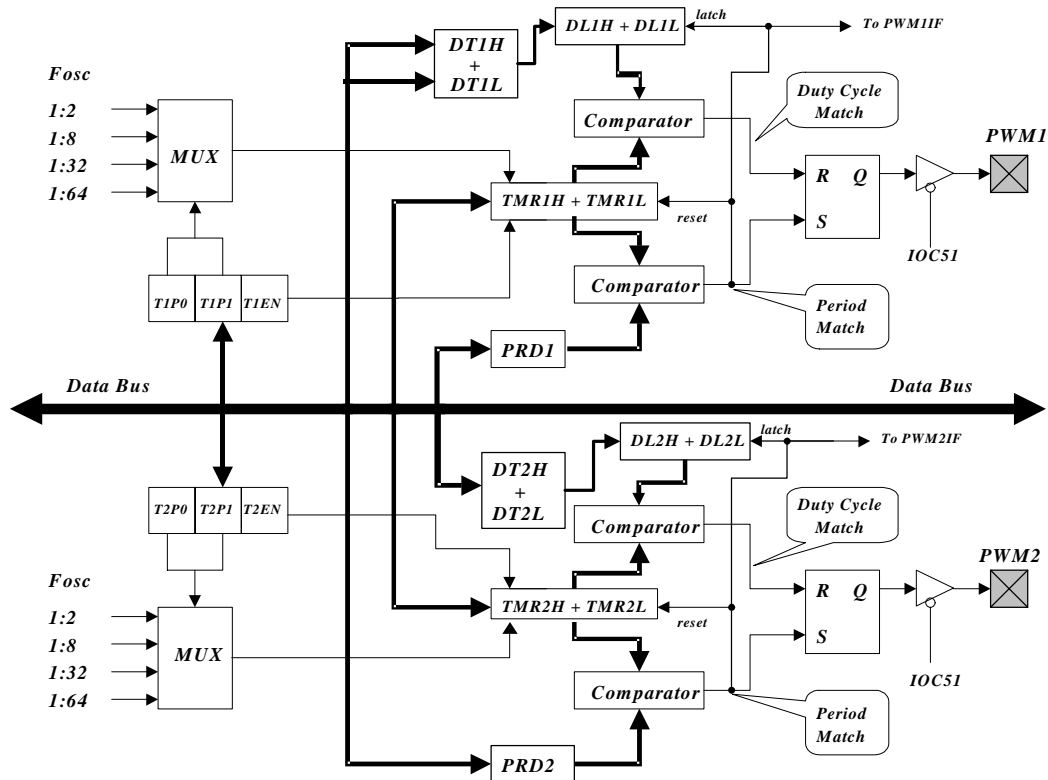 DL1H + DL1L
latch
To PWM1IF
DT1H
+
DT1L
Fosc
1:2
1:8
1:32
1:64
MUX
Duty Cycle
Match
Comparator
PWM1
R Q
S
TMR1H + TMR1L
reset
IOC51
T1P0 T1P1 T1EN
Comparator
Period
Match
PRD1
Data Bus
Data Bus
DL2H + DL2L
latch
To PWM2IF
DT2H
+
DT2L
T2P0 T2P1 T2EN
Duty Cycle
Match
Comparator
PWM2
Fosc
1:2
1:8
1:32
1:64
MUX
R Q
S
TMR2H + TMR2L
reset
IOC51
Comparator
Period
Match
PRD2